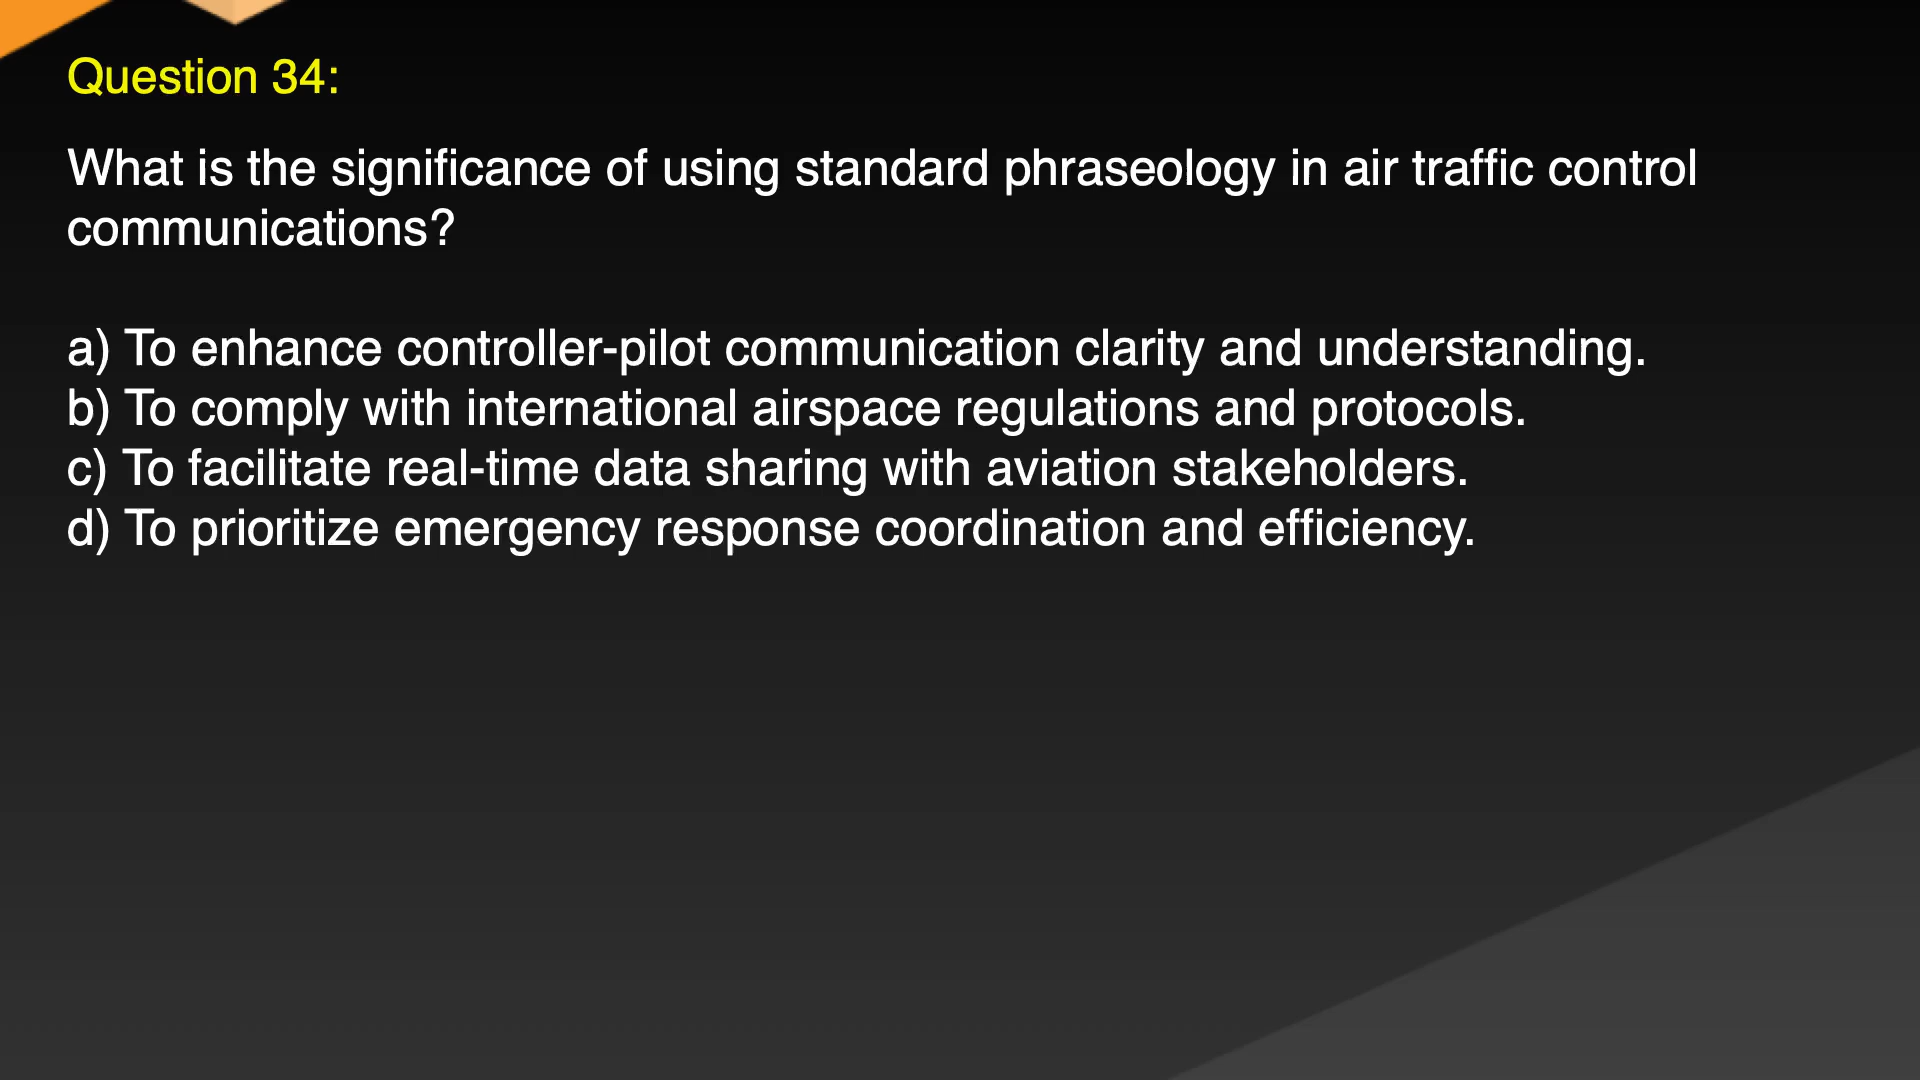 Question 34:
What is the significance of using standard phraseology in air traffic control
communications?
a) To enhance controller-pilot communication clarity and understanding.
b) To comply with international airspace regulations and protocols.
c) To facilitate real-time data sharing with aviation stakeholders.
d) To prioritize emergency response coordination and efficiency.